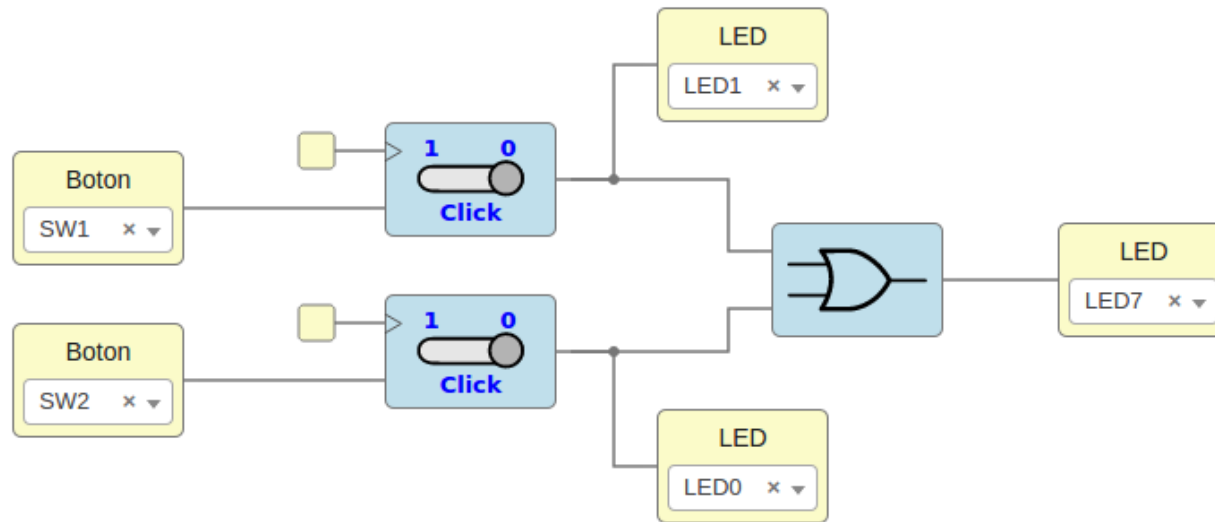 LED
LED1
1 0
Click
Boton
SW1
LED
LED7
1 0
Click
Boton
SW2
LED
LED0